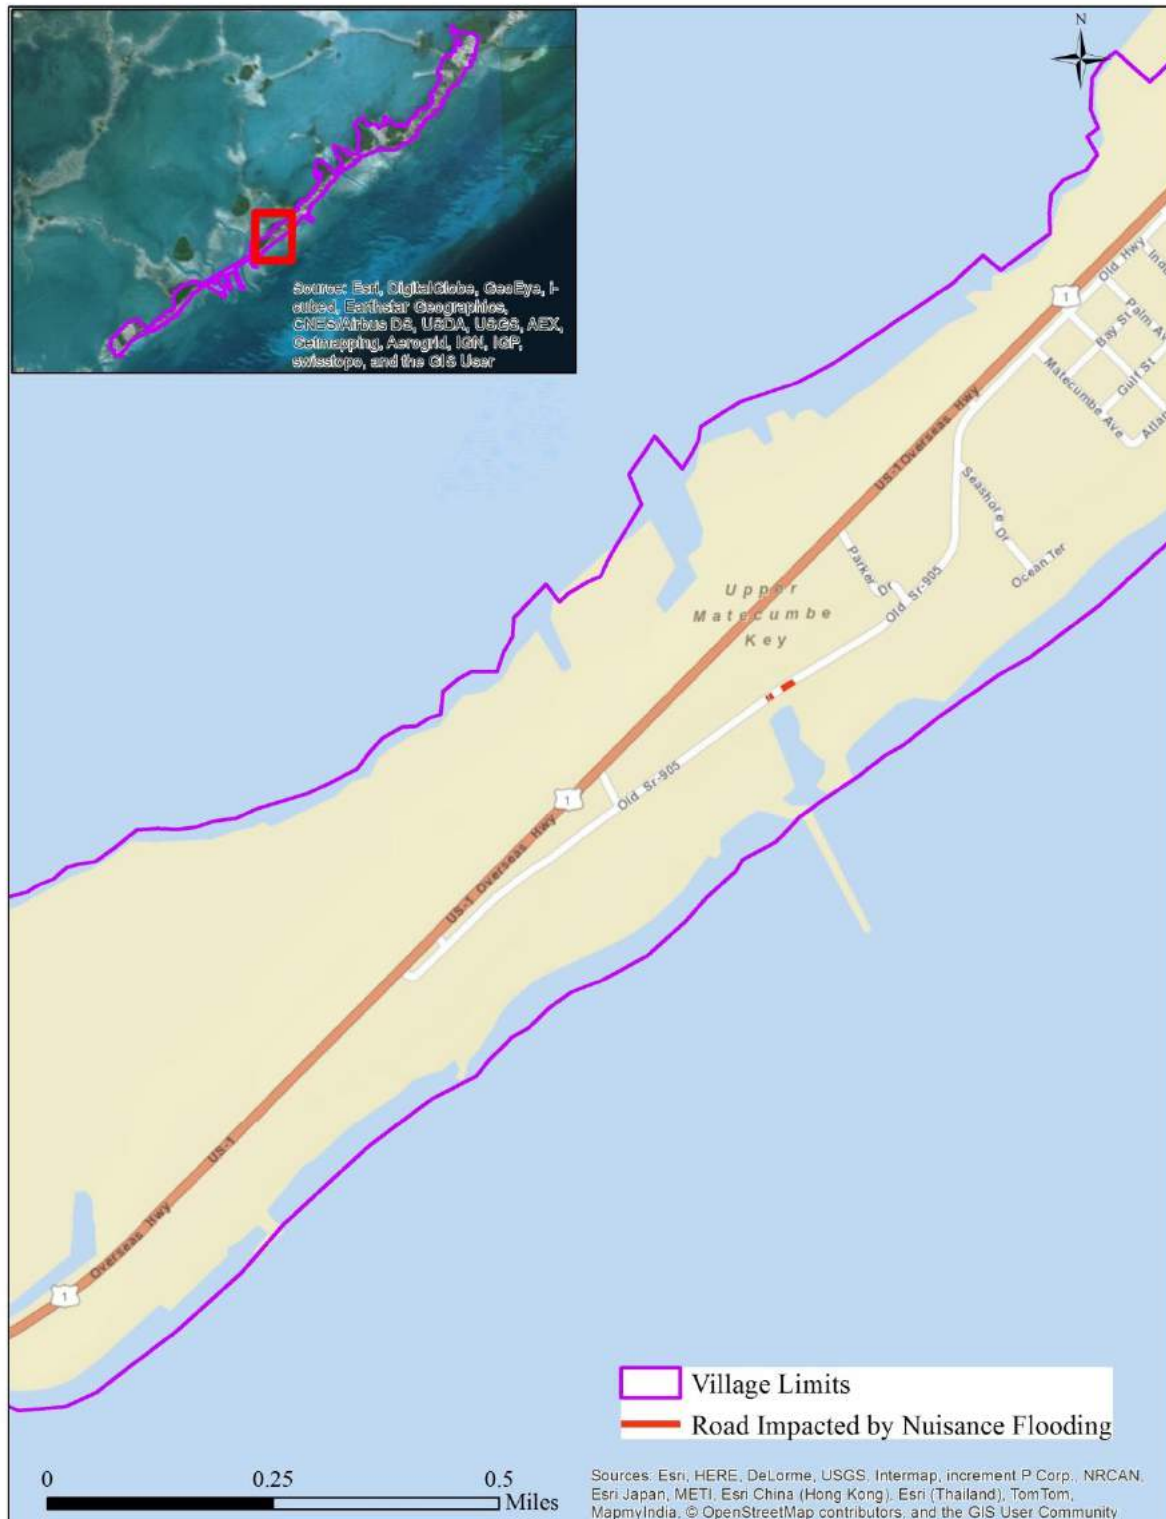 N
Source: Esri, DigitalGlobe, GeoEye, i-
cubed, Earthstar Geographics,
CNES/Airbus DS, USDA, USGS, AEX,
Getmapping, Aerogrid, IGN, IGP,
swisstopo, and the GIS User
Old Hwy
1
Bay St
Gulf St
Matecumbe Ave
US-1 Overseas Hwy
Seashore Dr
Ocean Ter
Parker Dr
Old Sr-905
Upper
Matecumbe
Key
Old Sr-905
1
US-1 Overseas Hwy
US-1
Overseas Hwy
1
Village Limits
Road Impacted by Nuisance Flooding
0 0.25 0.5
Miles
Sources: Esri, HERE, DeLorme, USGS, Intermap, increment P Corp., NRCAN,
Esri Japan, METI, Esri China (Hong Kong), Esri (Thailand), TomTom,
MapmyIndia, © OpenStreetMap contributors, and the GIS User Community